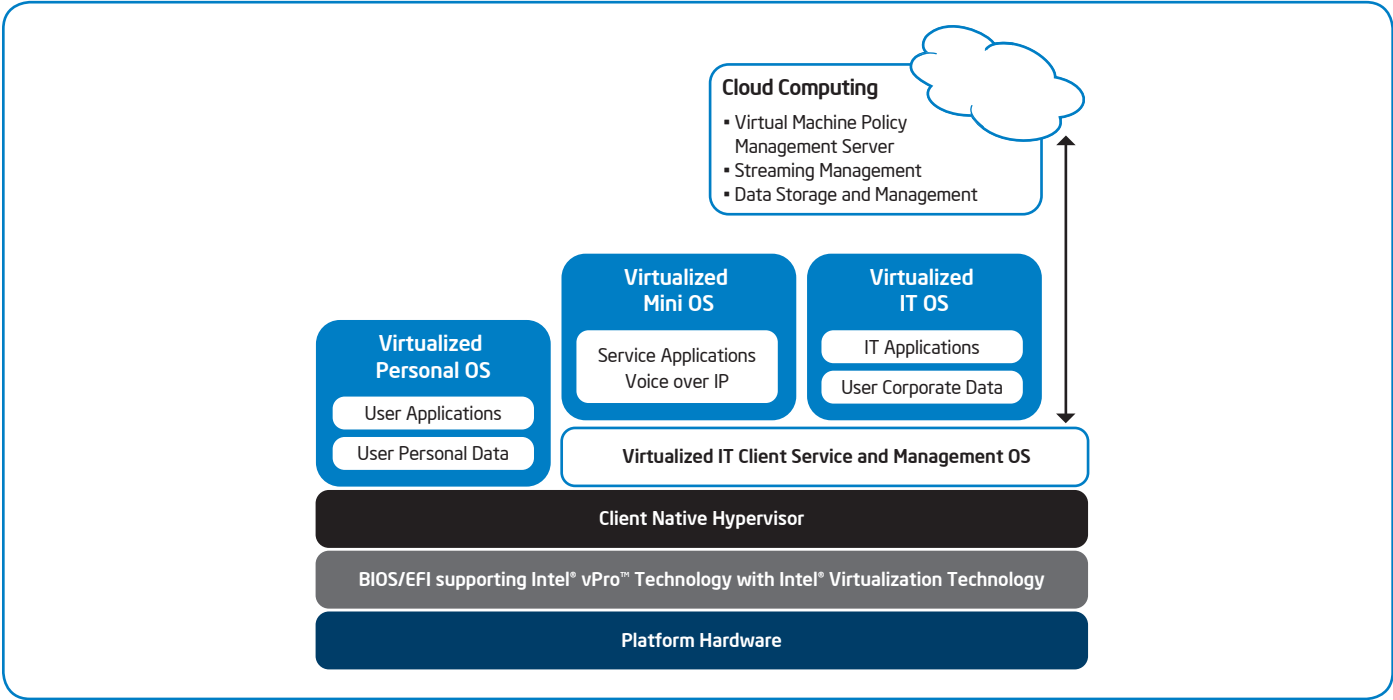 Cloud Computing
▪ Virtual Machine Policy
Management Server
▪ Streaming Management
▪ Data Storage and Management
Virtualized
Personal OS
User Applications
User Personal Data
Virtualized
Mini OS
Service Applications
Voice over IP
Virtualized
IT OS
IT Applications
User Corporate Data
Virtualized IT Client Service and Management OS
Client Native Hypervisor
BIOS/EFI supporting Intel® vPro™ Technology with Intel® Virtualization Technology
Platform Hardware